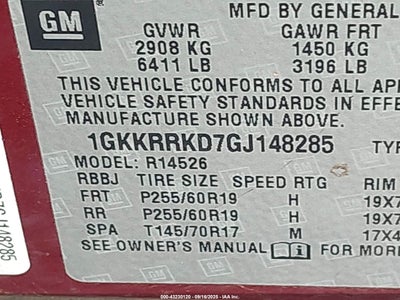 GM
MFD BY GENERAL
GVWR GAWR FRT
2908 KG 1450 KG
6411 LB 3196 LB
THIS VEHICLE CONFORMS TO ALL AP
VEHICLE SAFETY STANDARDS IN EFFE
MANUFACTURE SHOWN ABOVE.
1GKKRRKD7GJ148285 TYP
MODEL: R14526
RBBJ TIRE SIZE SPEED RTG RIM
FRT P255/60R19 H 19X7
RR P255/60R19 H 19X7
SPA T145/70R17 M 17X4
SEE OWNER'S MANUAL FOR MORE
000-43230120 - 09/18/2025 - IAAI